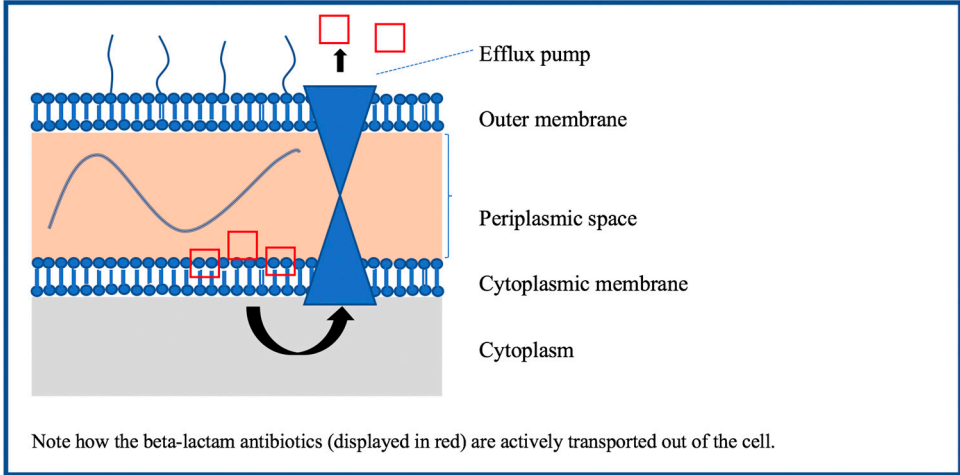 Efflux pump
Outer membrane
Periplasmic space
Cytoplasmic membrane
Cytoplasm
Note how the beta-lactam antibiotics (displayed in red) are actively transported out of the cell.